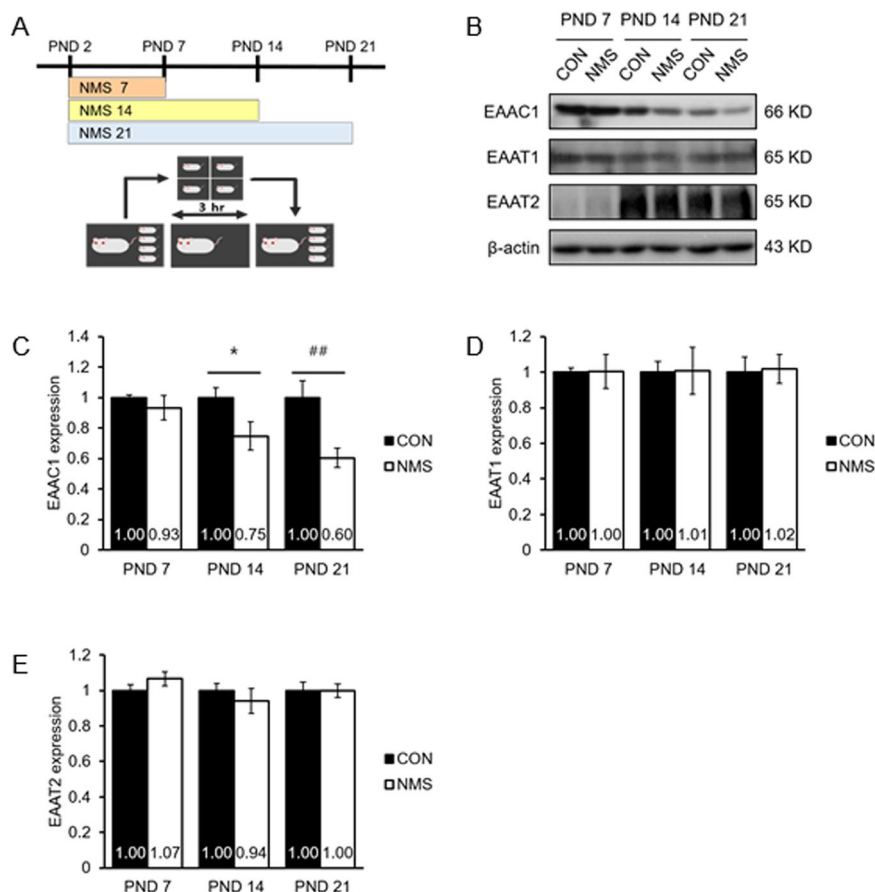 A
PND 2 PND 7 PND 14 PND 21
NMS 7
NMS 14
NMS 21
3 hr
B
PND 7 PND 14 PND 21
CON NMS CON NMS CON NMS
EAAC1 66 KD
EAAT1 65 KD
EAAT2 65 KD
β-actin 43 KD
C
EAAC1 expression
1.4
1.2
1
0.8
0.6
0.4
0.2
0
* ##
1.00 0.93 1.00 0.75 1.00 0.60
PND 7 PND 14 PND 21
CON
NMS
D
EAAT1 expression
1.2
1
0.8
0.6
0.4
0.2
0
1.00 1.00 1.00 1.01 1.00 1.02
PND 7 PND 14 PND 21
CON
NMS
E
EAAT2 expression
1.2
1
0.8
0.6
0.4
0.2
0
1.00 1.07 1.00 0.94 1.00 1.00
PND 7 PND 14 PND 21
CON
NMS